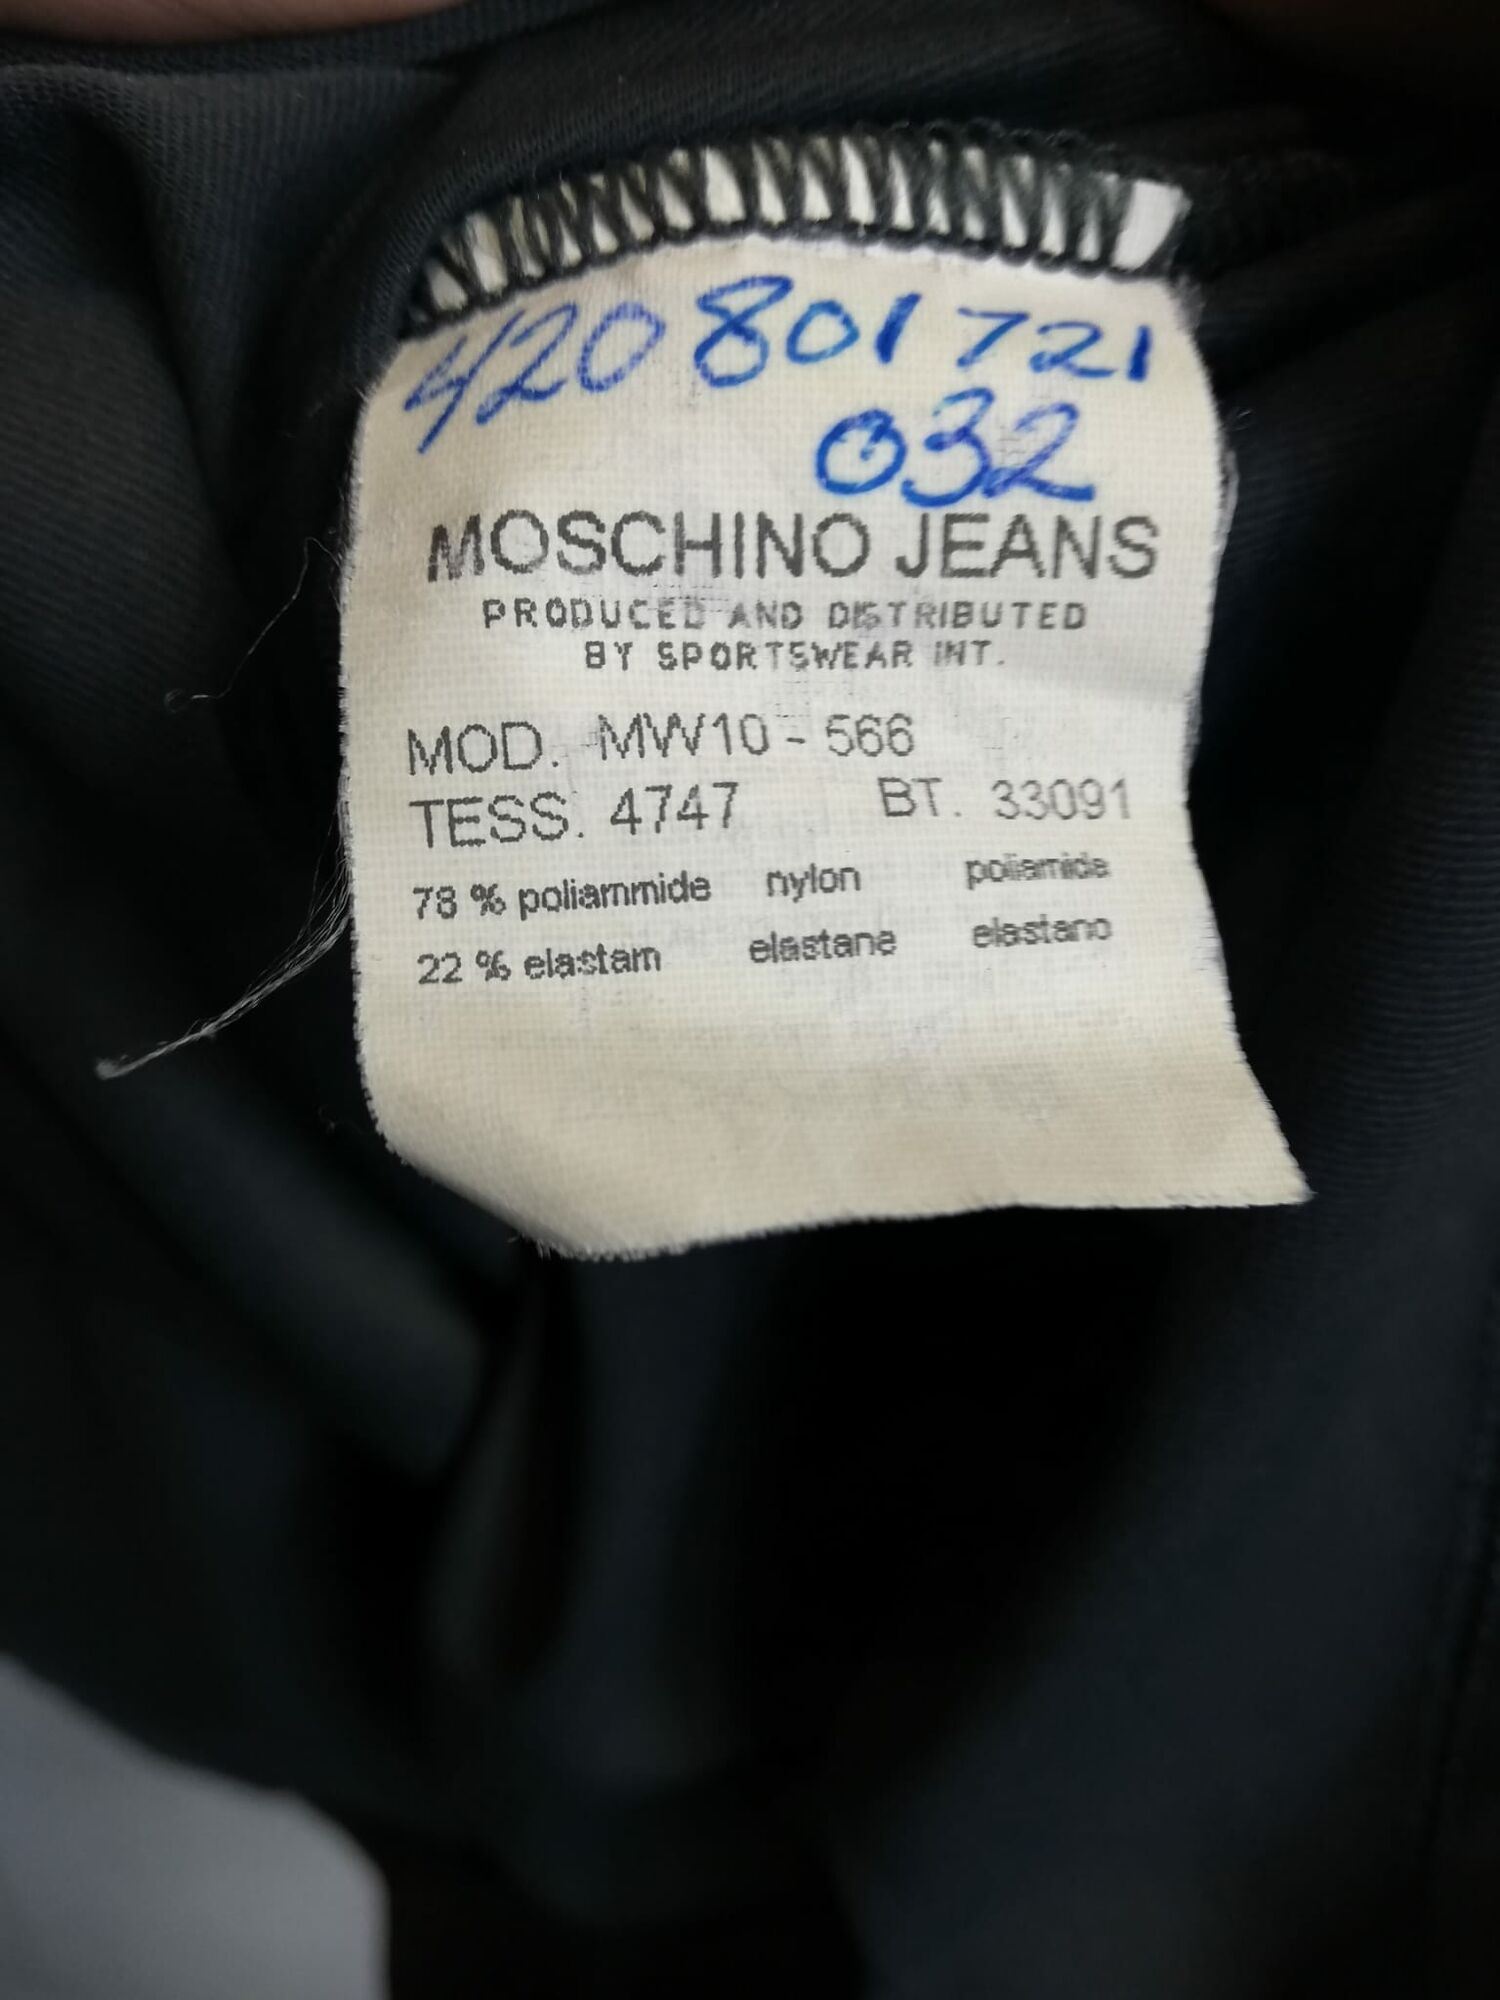 420 801 721
032
MOSCHINO JEANS
PRODUCED AND DISTRIBUTED
BY SPORTSWEAR INT.
MOD. MW10 - 566
TESS. 4747 BT. 33091
78 % poliammide nylon poliamida
22 % elastam elastane elastano